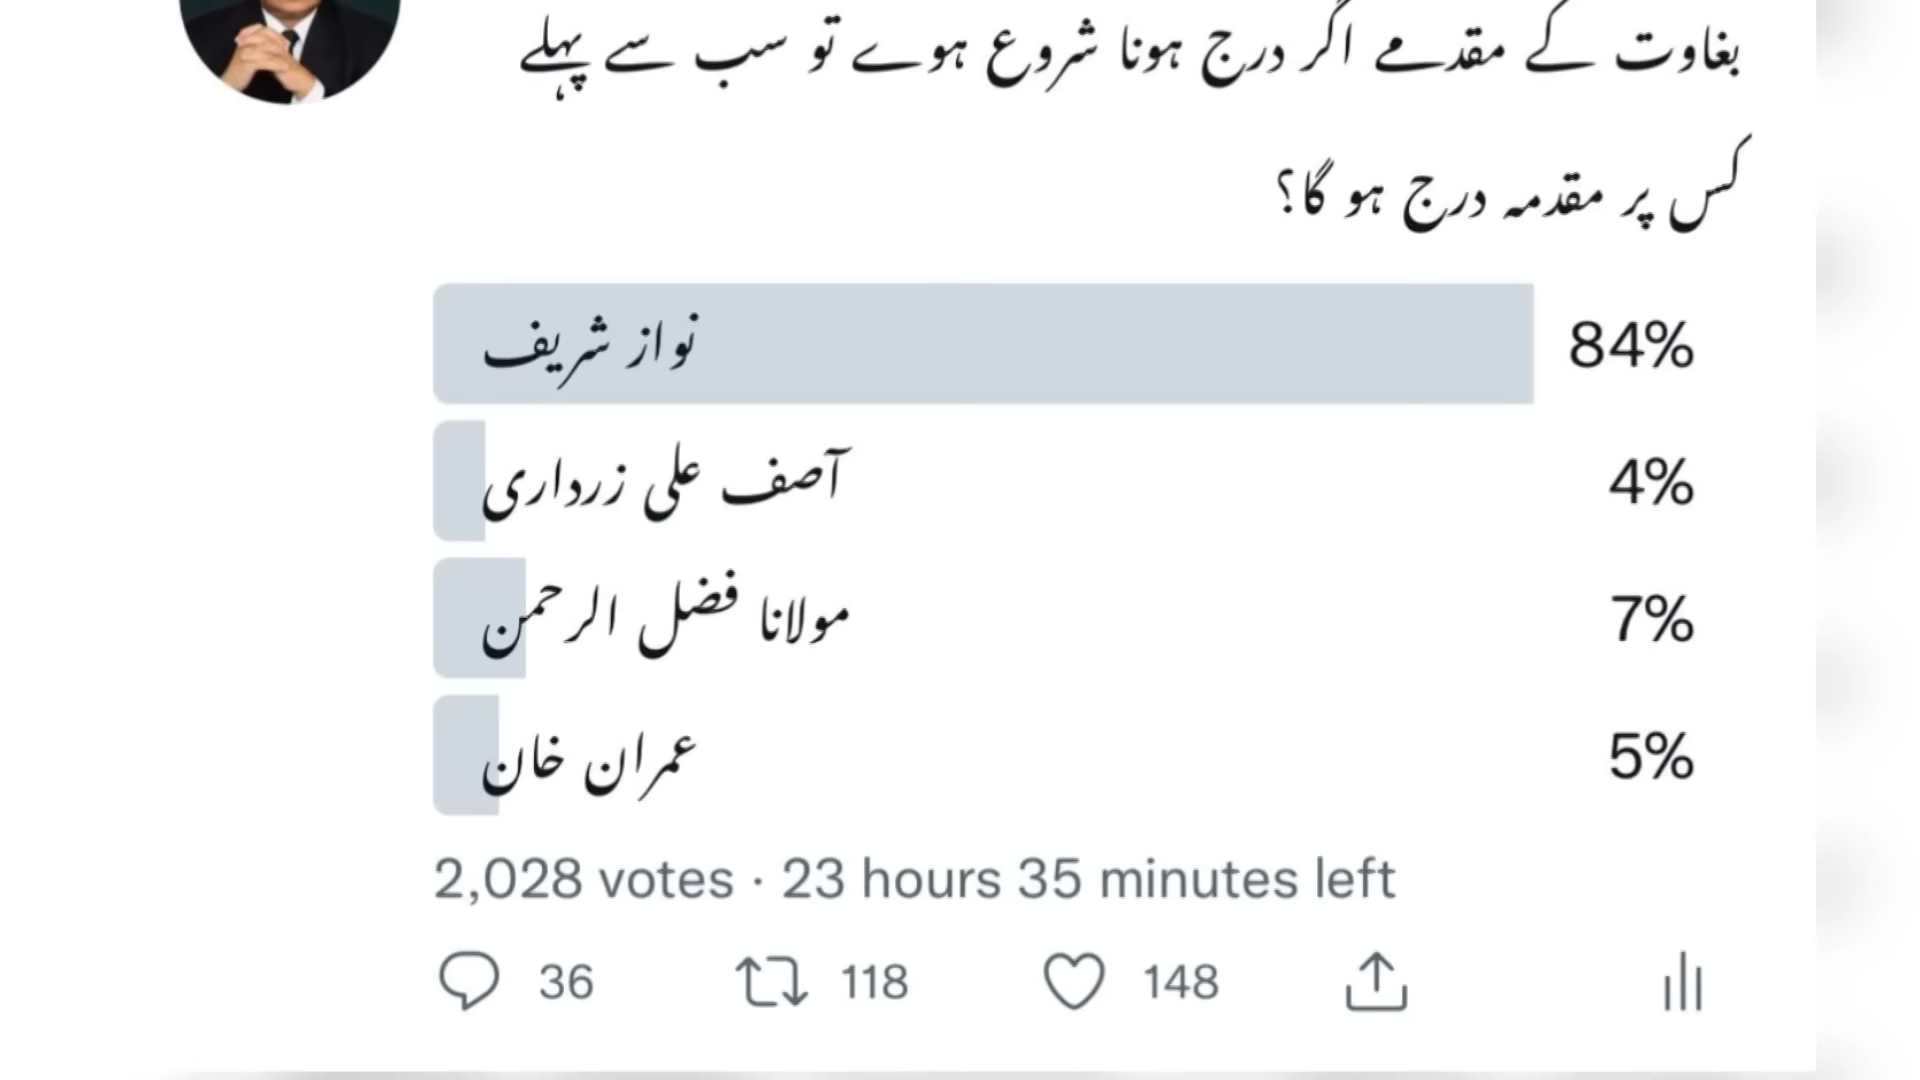 بغاوت کے مقدمے اگر درج ہونا شروع ہوے تو سب سے پہلے
کس پر مقدمہ درج ہو گا؟
نواز شریف 84%
آصف علی زرداری 4%
مولانا فضل الرحمن 7%
عمران خان 5%
2,028 votes · 23 hours 35 minutes left
36 118 148